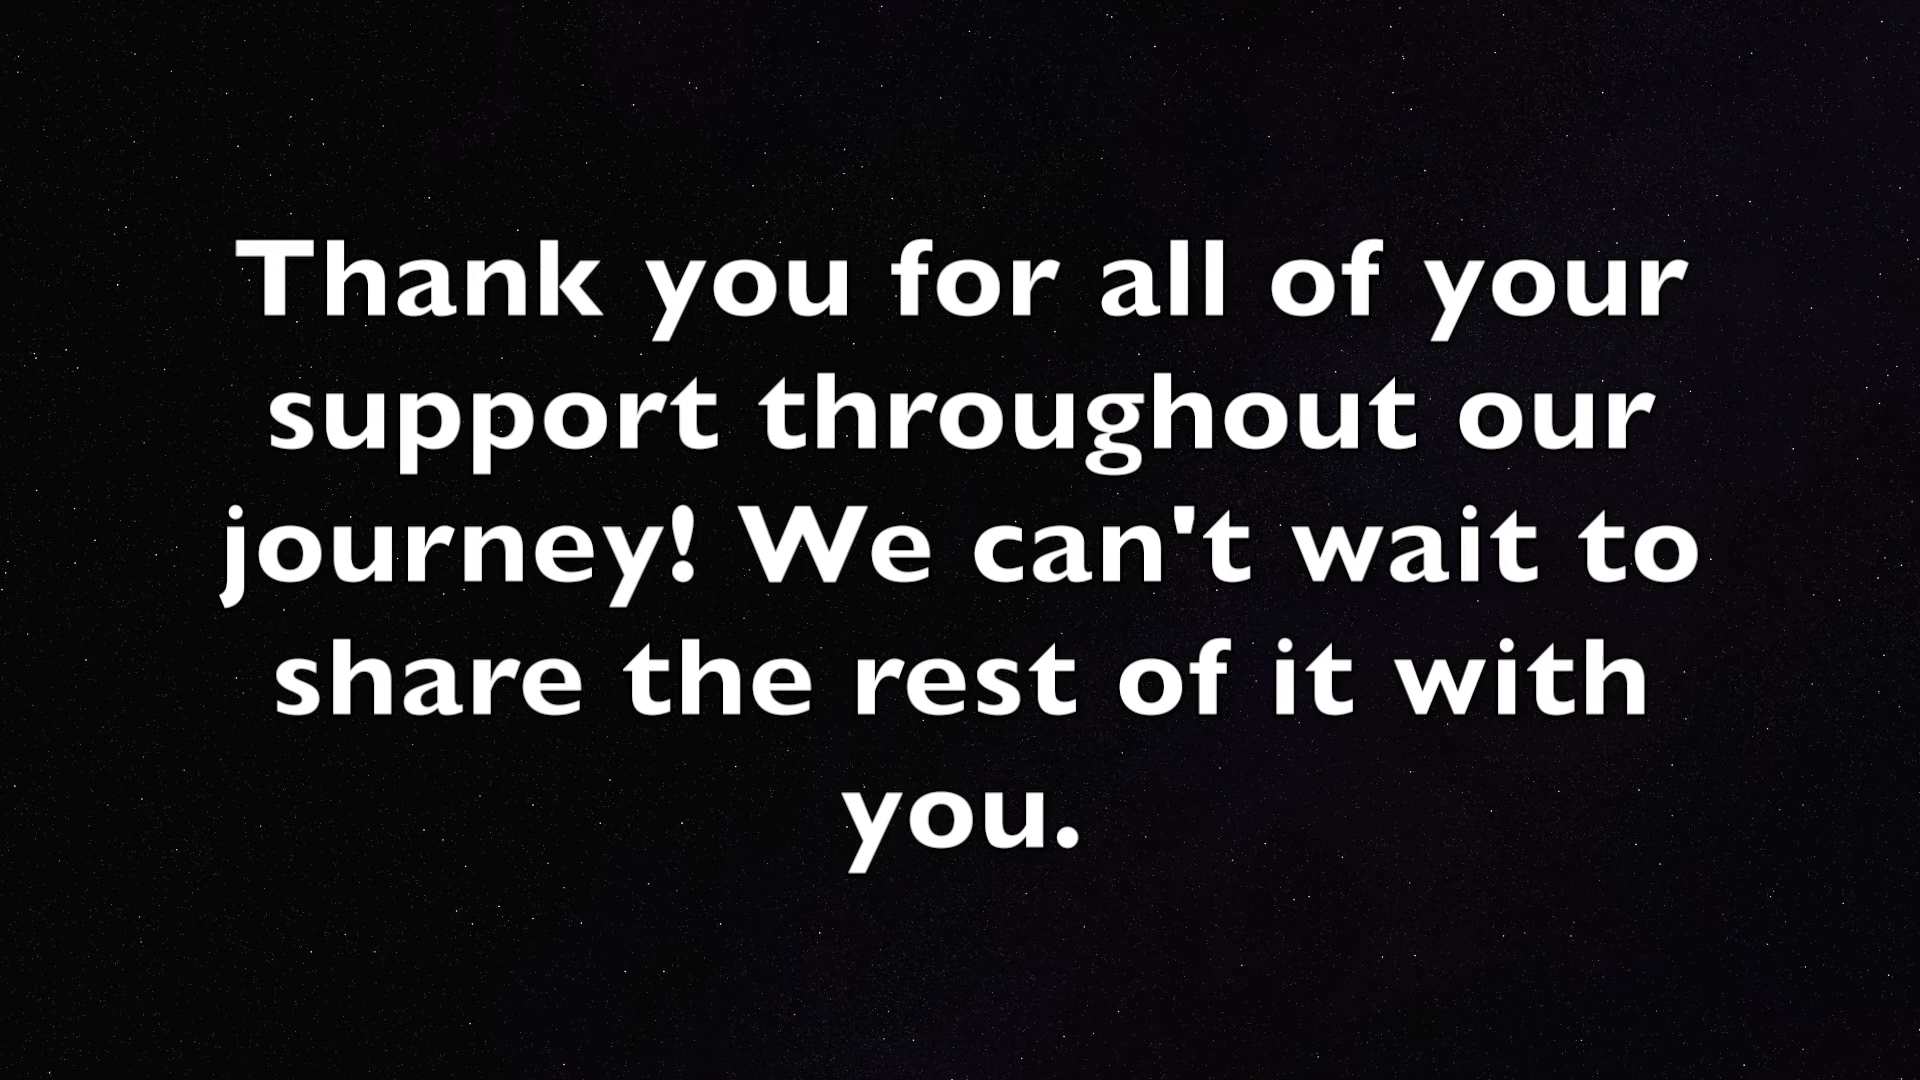 Thank you for all of your
support throughout our
journey! We can't wait to
share the rest of it with
you.